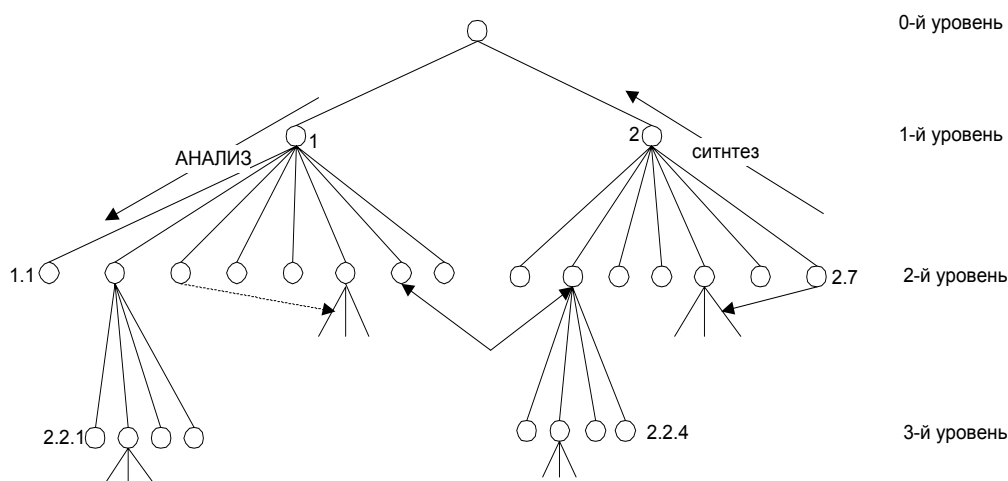 0-й уровень
1
2
1-й уровень
АНАЛИЗ
ситнтез
1.1
2.7
2-й уровень
2.2.1
2.2.4
3-й уровень